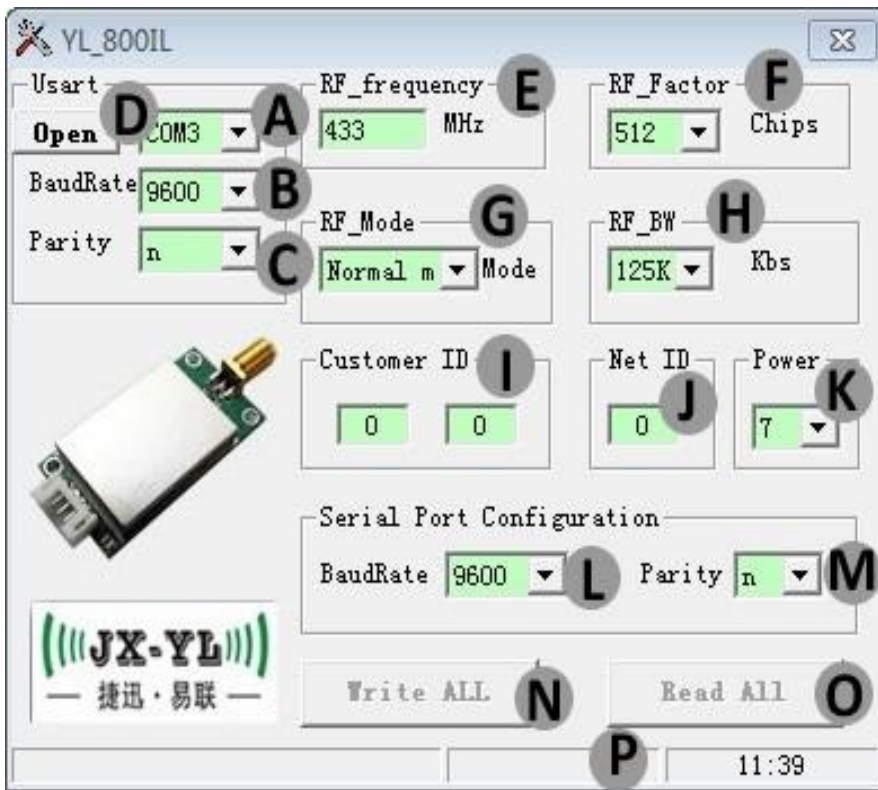 YL_800IL
Usart
Open D COM3 A
BaudRate 9600 B
Parity n C
RF_frequency E
433 MHz
RF_Factor F
512 Chips
RF_Mode G
Normal m Mode
RF_BW H
125K Kbs
Customer ID I
0 0
Net ID J
0
Power K
7
Serial Port Configuration
BaudRate 9600 L Parity n M
JX-YL
捷迅·易联
Write ALL N
Read All O
P
11:39